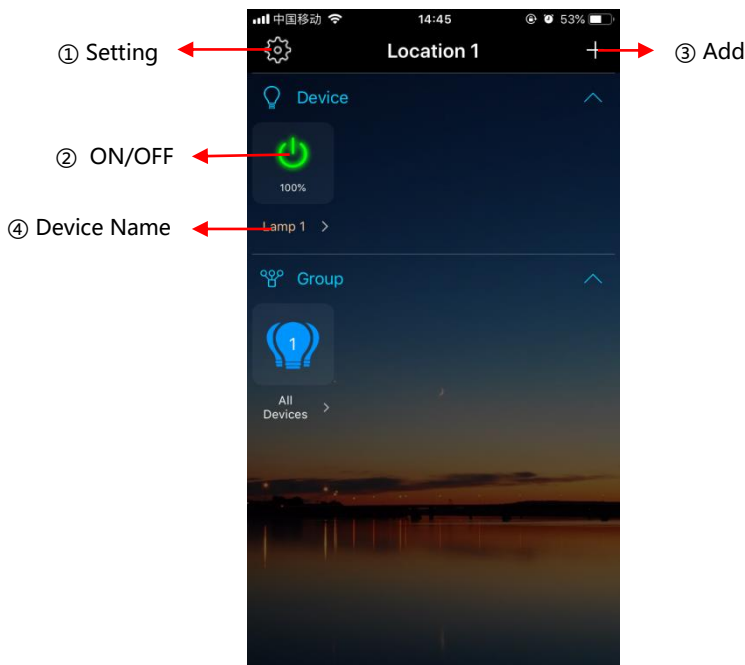 中国移动 14:45 53%
① Setting
Location 1
③ Add
Device
② ON/OFF
100%
④ Device Name
Lamp 1
Group
1
All
Devices